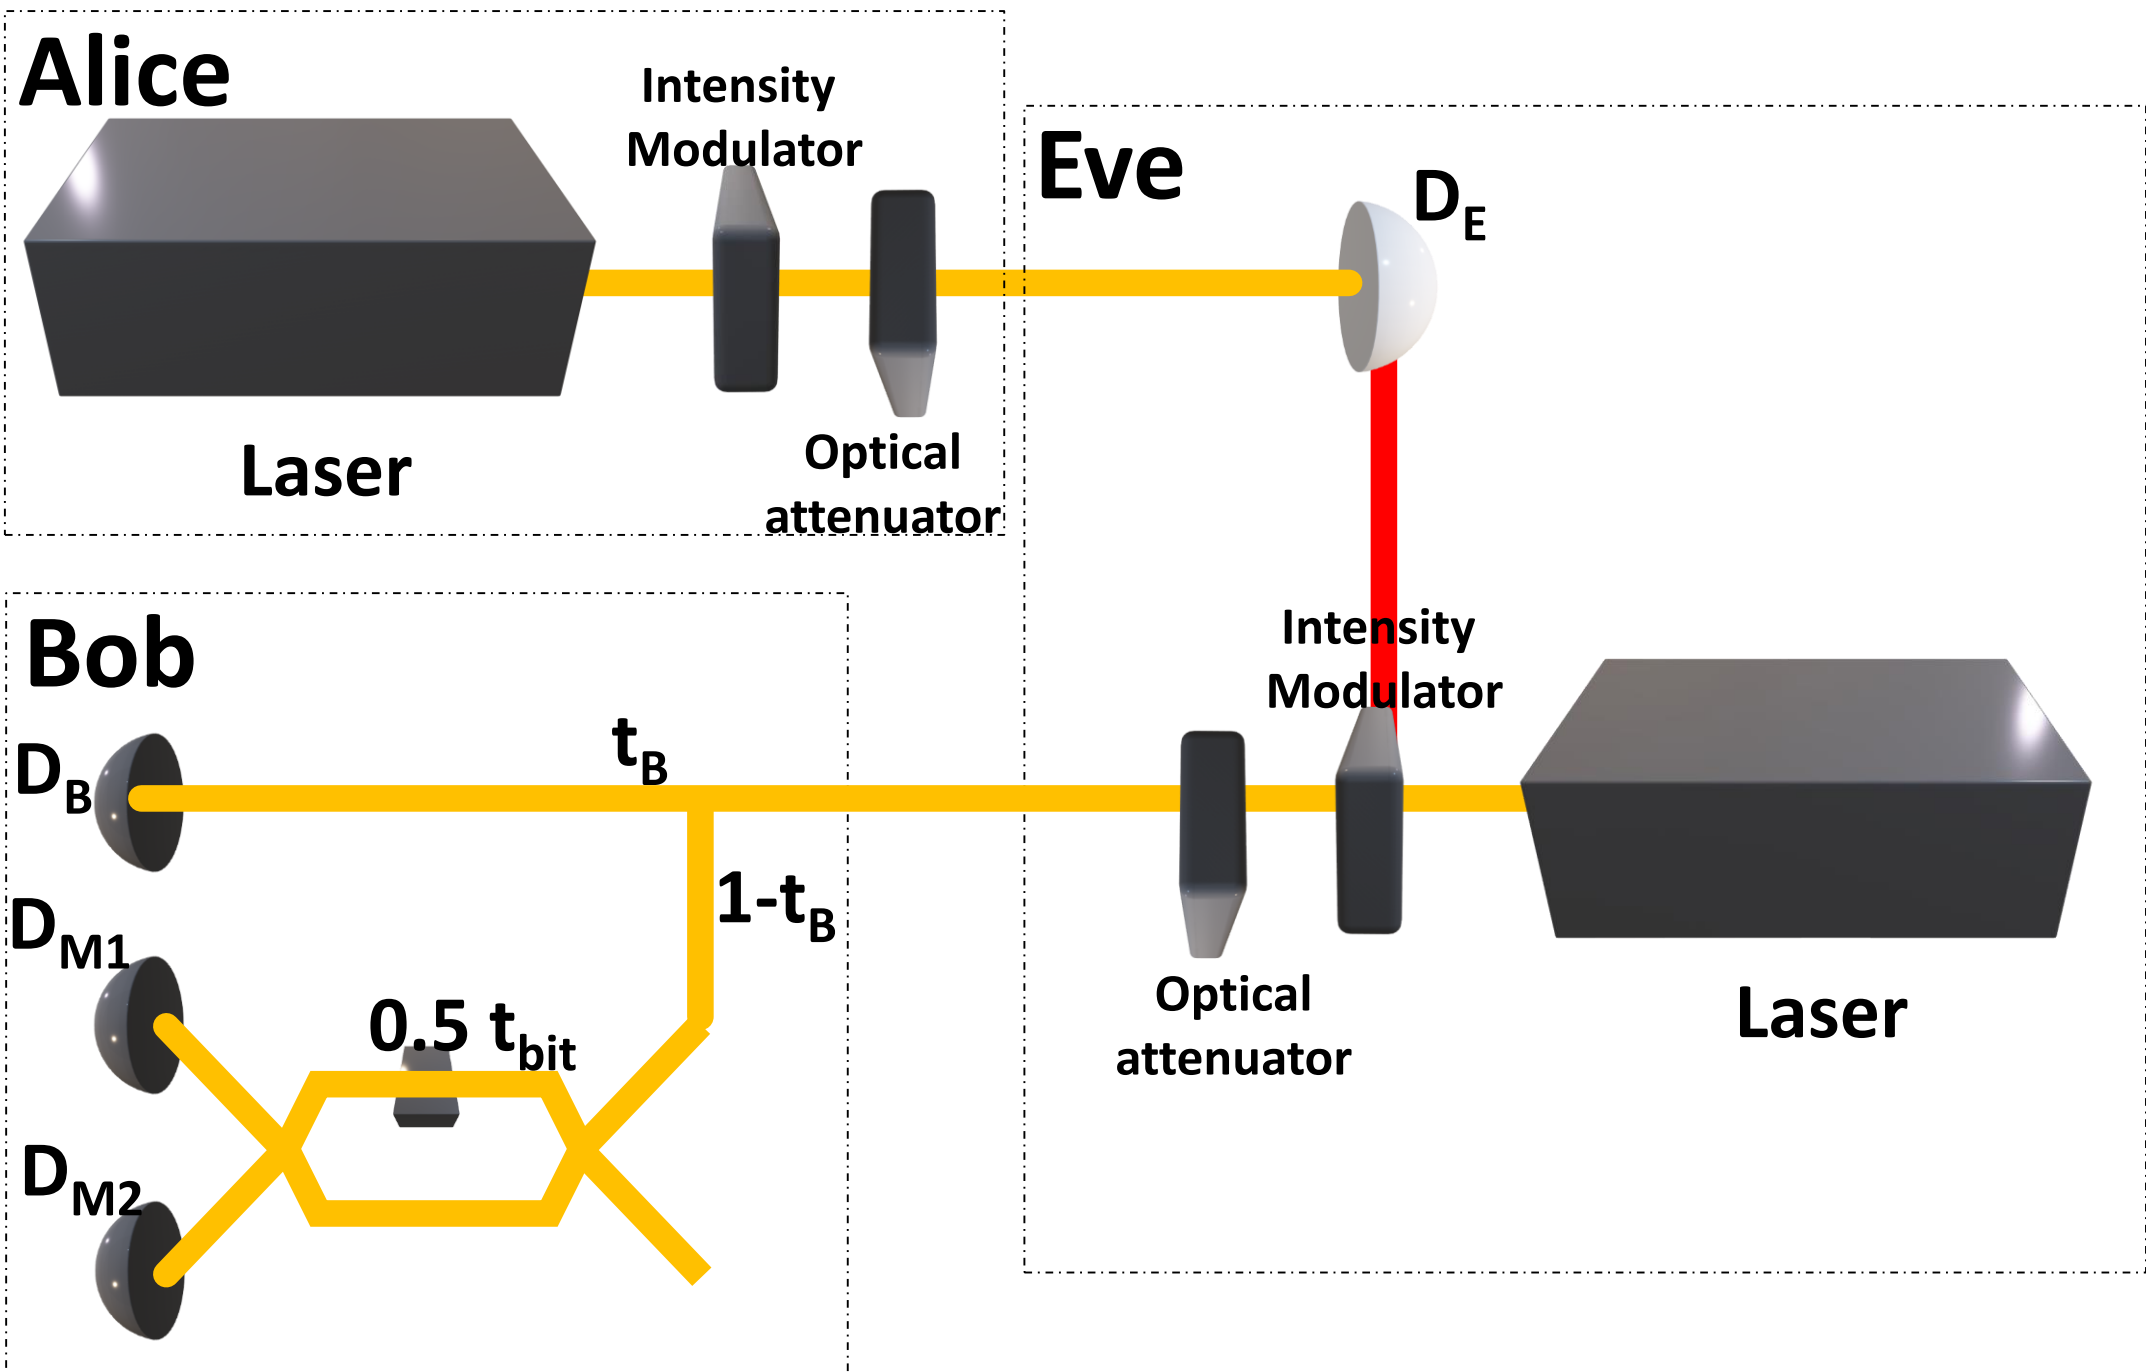 Alice
Intensity
Modulator
Laser
Optical
attenuator
Eve
D_E
Intensity
Modulator
Optical
attenuator
Laser
Bob
D_B
t_B
1-t_B
D_M1
0.5 t_bit
D_M2